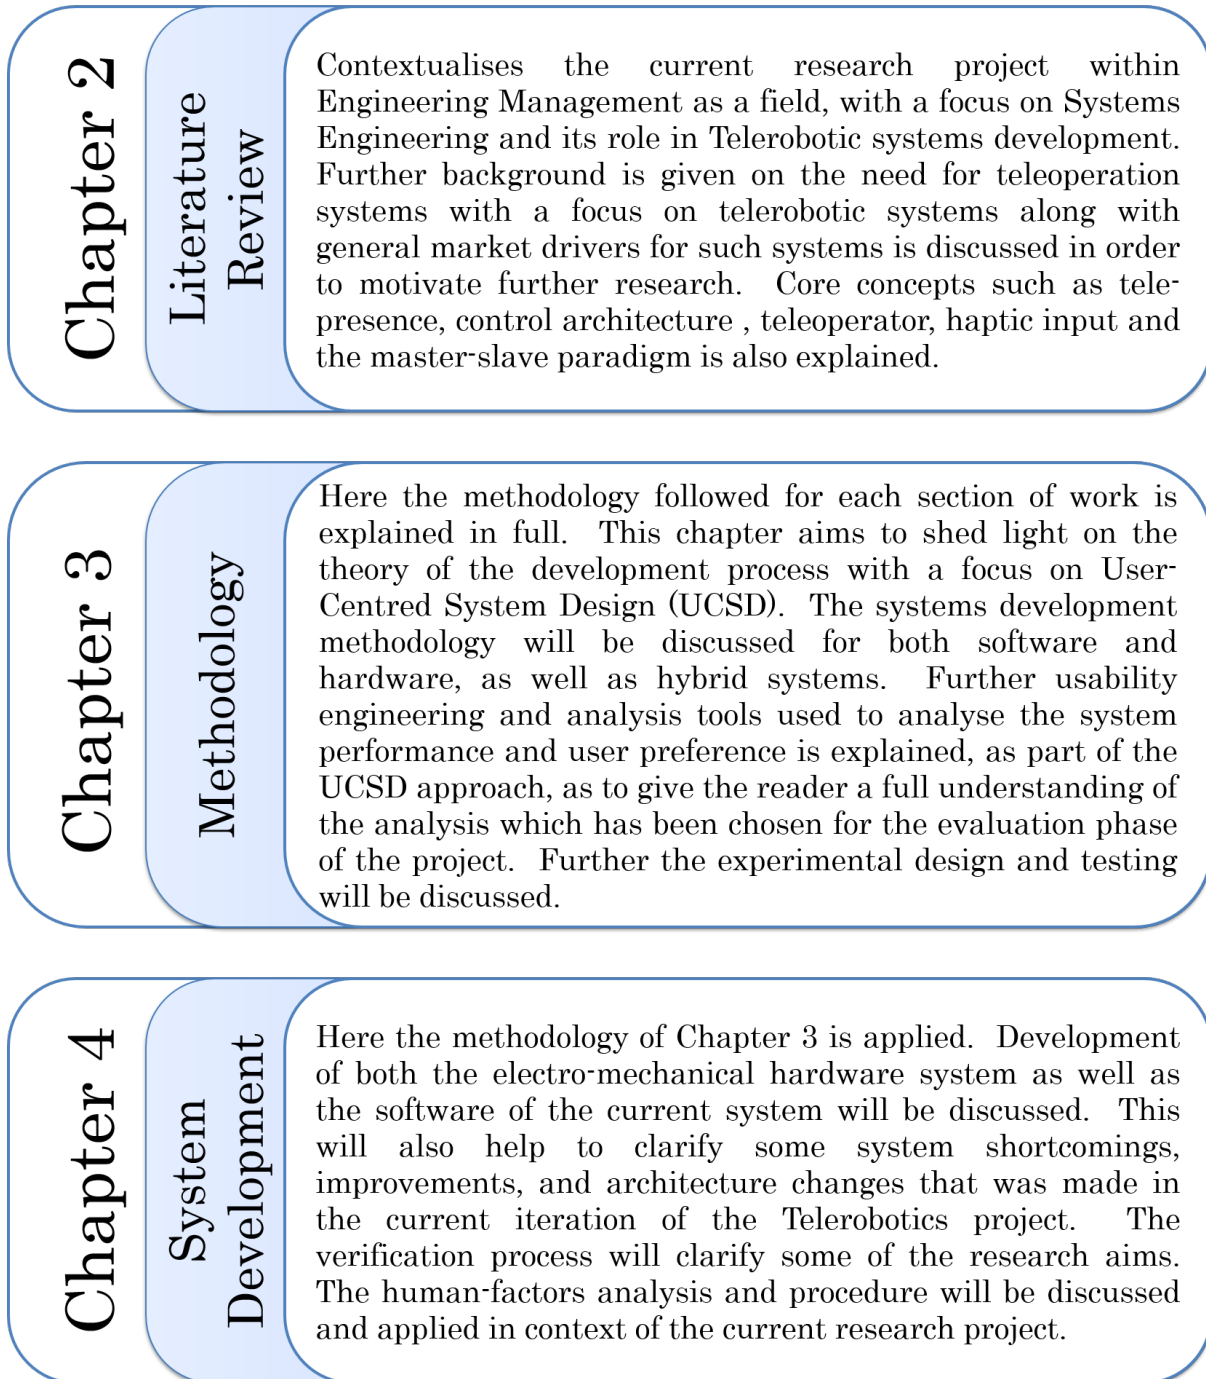 Chapter 2
Literature
Review
Contextualises the current research project within
Engineering Management as a field, with a focus on Systems
Engineering and its role in Telerobotic systems development.
Further background is given on the need for teleoperation
systems with a focus on telerobotic systems along with
general market drivers for such systems is discussed in order
to motivate further research. Core concepts such as tele-
presence, control architecture , teleoperator, haptic input and
the master-slave paradigm is also explained.
Chapter 3
Methodology
Here the methodology followed for each section of work is
explained in full. This chapter aims to shed light on the
theory of the development process with a focus on User-
Centred System Design (UCSD). The systems development
methodology will be discussed for both software and
hardware, as well as hybrid systems. Further usability
engineering and analysis tools used to analyse the system
performance and user preference is explained, as part of the
UCSD approach, as to give the reader a full understanding of
the analysis which has been chosen for the evaluation phase
of the project. Further the experimental design and testing
will be discussed.
Chapter 4
System
Development
Here the methodology of Chapter 3 is applied. Development
of both the electro-mechanical hardware system as well as
the software of the current system will be discussed. This
will also help to clarify some system shortcomings,
improvements, and architecture changes that was made in
the current iteration of the Telerobotics project. The
verification process will clarify some of the research aims.
The human-factors analysis and procedure will be discussed
and applied in context of the current research project.